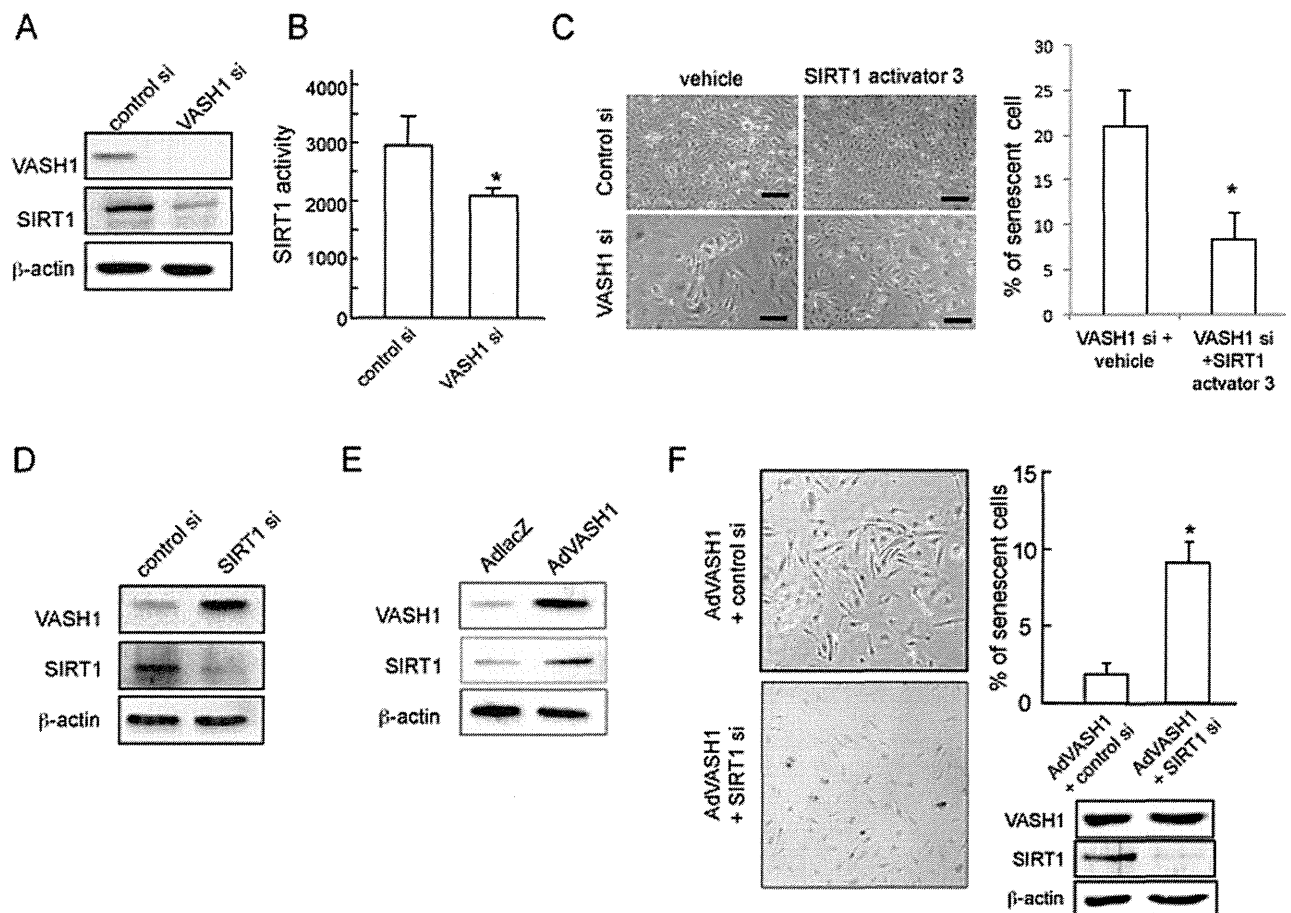 A
control si
VASH1 si
VASH1
SIRT1
β-actin
B
SIRT1 activity
4000
3000
2000
1000
0
*
control si
VASH1 si
C
vehicle
SIRT1 activator 3
Control si
VASH1 si
% of senescent cell
30
25
20
15
10
5
0
*
VASH1 si +
vehicle
VASH1 si
+SIRT1
actvator 3
D
control si
SIRT1 si
VASH1
SIRT1
β-actin
E
AdlacZ
AdVASH1
VASH1
SIRT1
β-actin
F
AdVASH1
+ control si
AdVASH1
+ SIRT1 si
% of senescent cells
15
10
5
0
*
AdVASH1
+ control si
AdVASH1
+ SIRT1 si
VASH1
SIRT1
β-actin